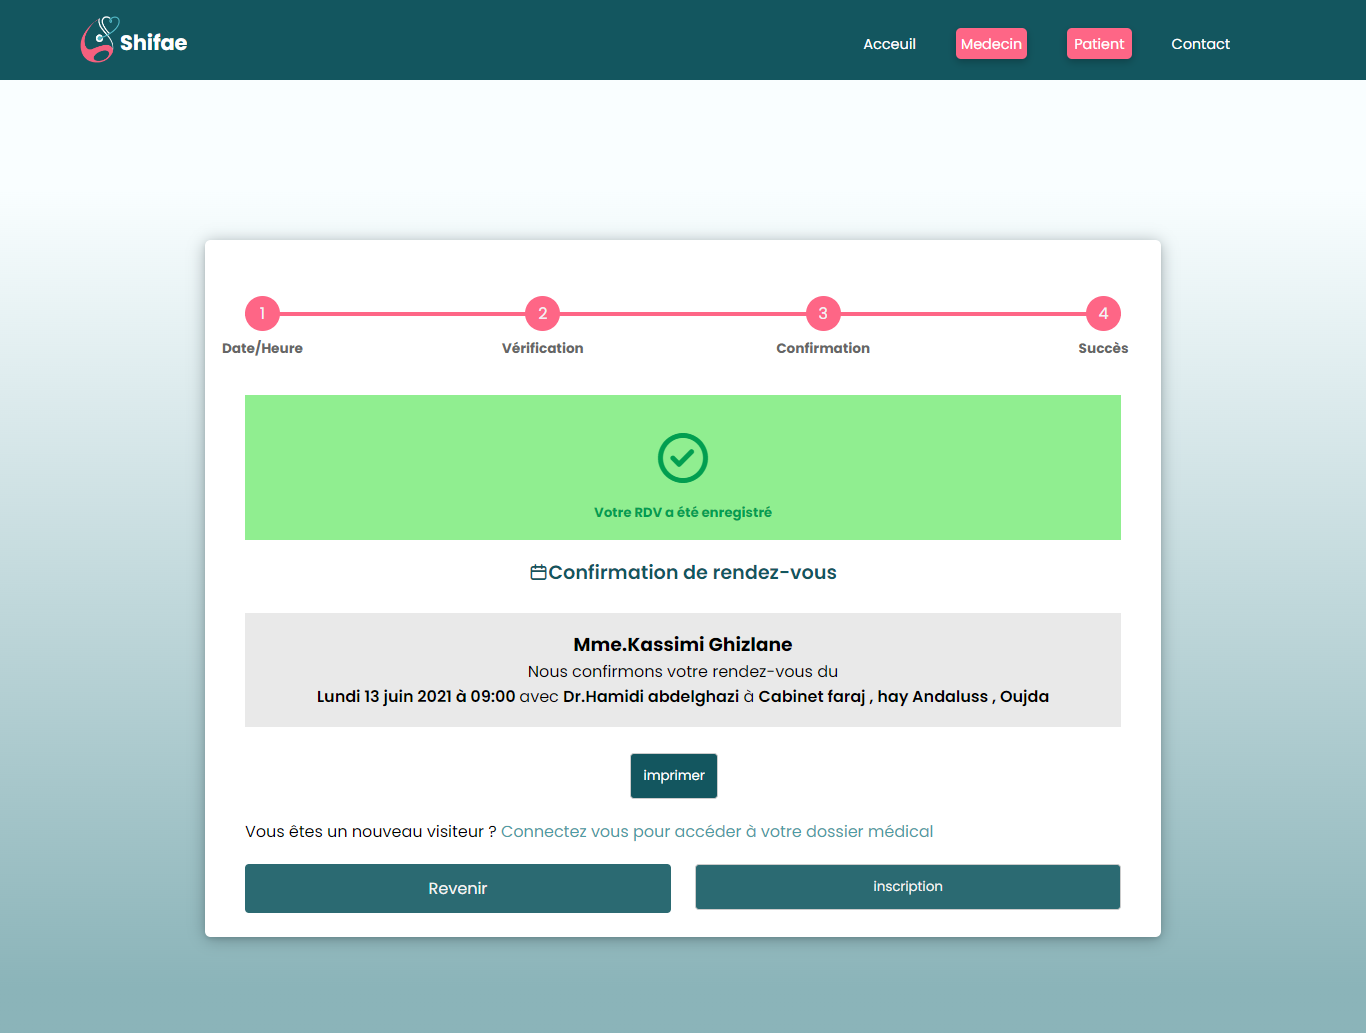 Shifae
Acceuil Medecin Patient Contact
1 2 3 4
Date/Heure Vérification Confirmation Succès
Votre RDV a été enregistré
Confirmation de rendez-vous
Mme.Kassimi Ghizlane
Nous confirmons votre rendez-vous du
Lundi 13 juin 2021 à 09:00 avec Dr.Hamidi abdelghazi à Cabinet faraj , hay Andaluss , Oujda
imprimer
Vous êtes un nouveau visiteur ? Connectez vous pour accéder à votre dossier médical
Revenir inscription